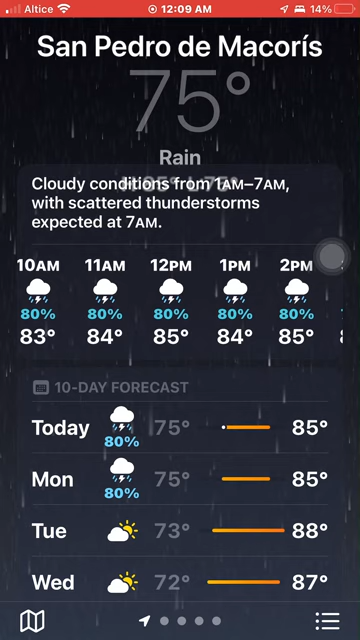 Altice 12:09 AM 14%
San Pedro de Macorís
75°
Rain
Cloudy conditions from 1AM–7AM,
with scattered thunderstorms
expected at 7AM.
10AM 11AM 12PM 1PM 2PM
80% 80% 80% 80% 80%
83° 84° 85° 84° 85°
10-DAY FORECAST
Today 80% 75° 85°
Mon 80% 75° 85°
Tue 73° 88°
Wed 72° 87°